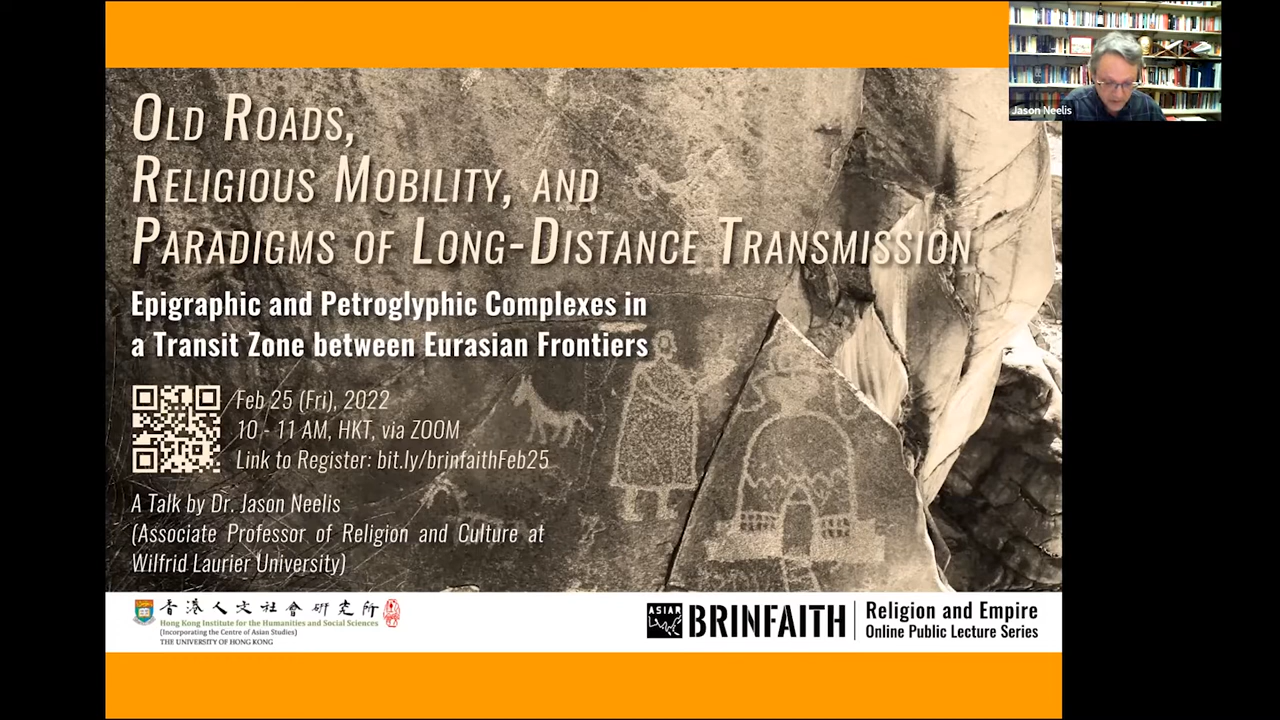 Old Roads,
Religious Mobility, and
Paradigms of Long-Distance Transmission
Epigraphic and Petroglyphic Complexes in
a Transit Zone between Eurasian Frontiers
Feb 25 (Fri), 2022
10 - 11 AM, HKT, via ZOOM
Link to Register: bit.ly/brinfaithFeb25
A Talk by Dr. Jason Neelis
(Associate Professor of Religion and Culture at
Wilfrid Laurier University)
香港人文社會研究所
Hong Kong Institute for the Humanities and Social Sciences
(Incorporating the Centre of Asian Studies)
THE UNIVERSITY OF HONG KONG
ASIAN
BRINFAITH
Religion and Empire
Online Public Lecture Series
Jason Neelis